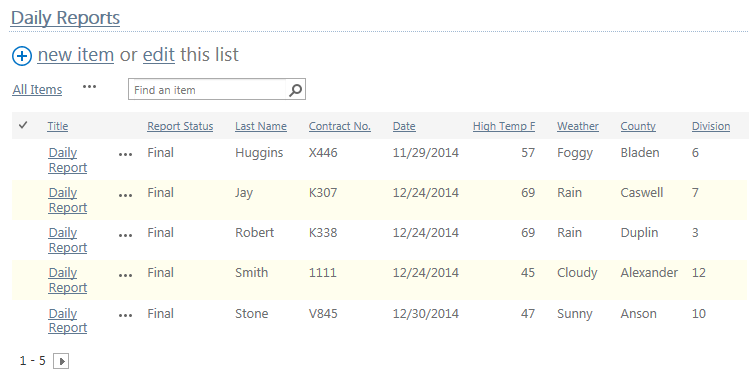 Daily Reports
new item or edit this list
All Items ••• Find an item
✓ Title Report Status Last Name Contract No. Date High Temp F Weather County Division
Daily Report ••• Final Huggins X446 11/29/2014 57 Foggy Bladen 6
Daily Report ••• Final Jay K307 12/24/2014 69 Rain Caswell 7
Daily Report ••• Final Robert K338 12/24/2014 69 Rain Duplin 3
Daily Report ••• Final Smith 1111 12/24/2014 45 Cloudy Alexander 12
Daily Report ••• Final Stone V845 12/30/2014 47 Sunny Anson 10
1 - 5